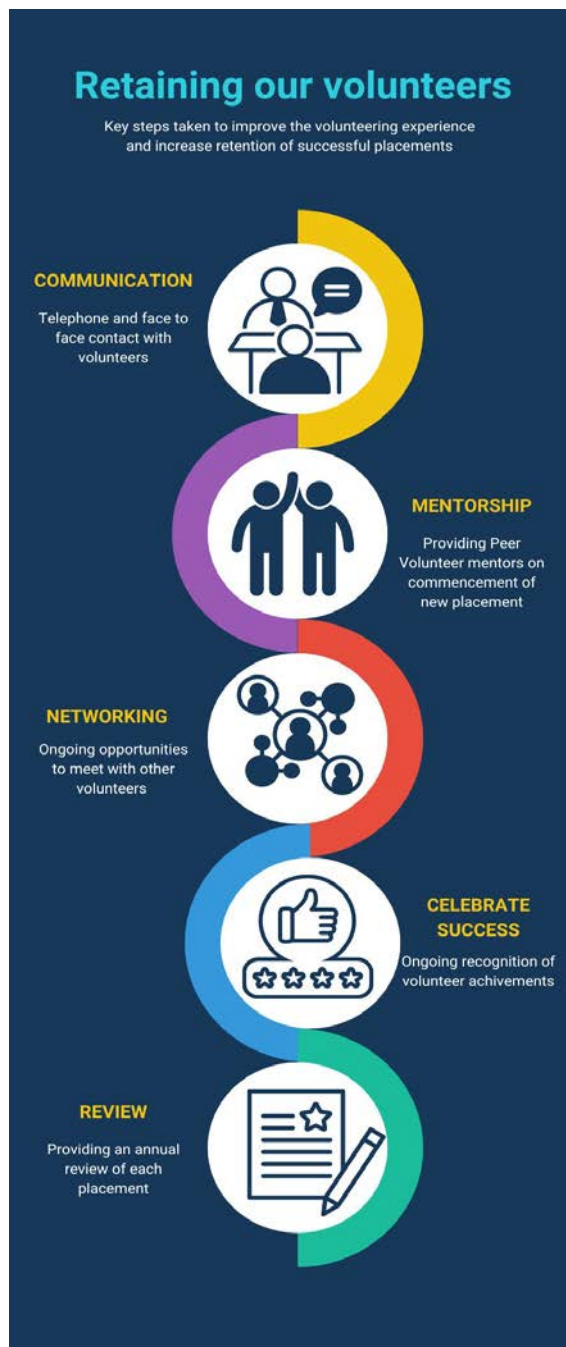 Retaining our volunteers
Key steps taken to improve the volunteering experience
and increase retention of successful placements
COMMUNICATION
Telephone and face to
face contact with
volunteers
MENTORSHIP
Providing Peer
Volunteer mentors on
commencement of
new placement
NETWORKING
Ongoing opportunities
to meet with other
volunteers
CELEBRATE
SUCCESS
Ongoing recognition of
volunteer achivements
REVIEW
Providing an annual
review of each
placement